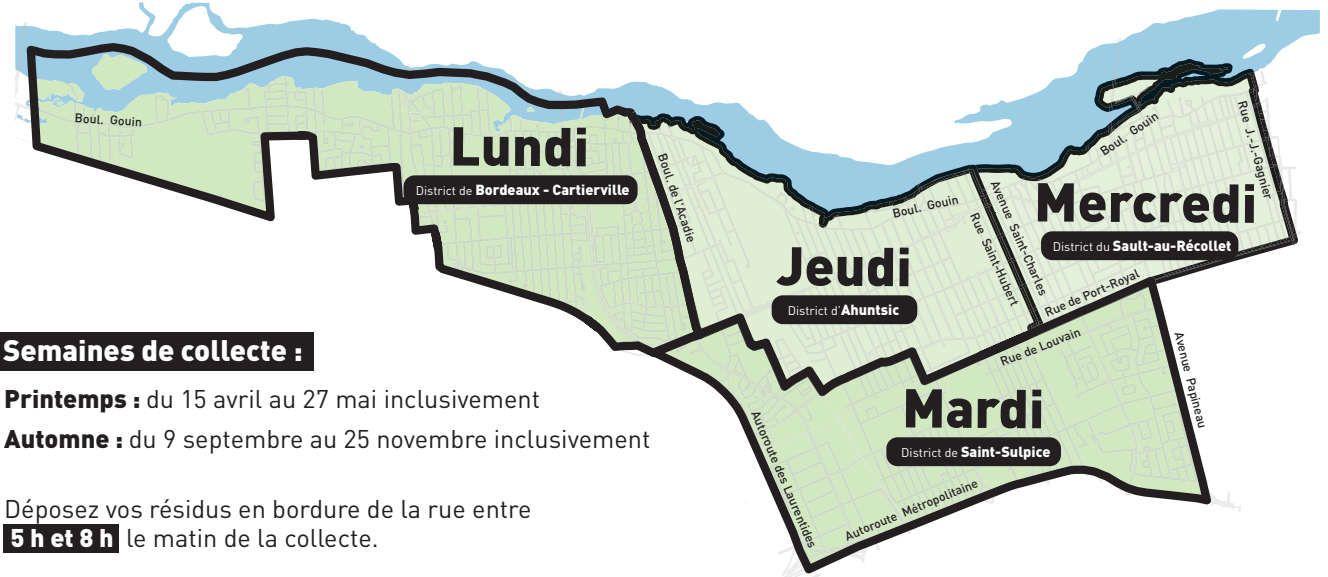 Boul. Gouin
Lundi
District de Bordeaux - Cartierville
Boul. de l'Acadie
Jeudi
District d'Ahuntsic
Boul. Gouin
Rue Saint-Hubert
Avenue Saint-Charles
Boul. Gouin
Rue J.-J.-Gagnier
Mercredi
District du Sault-au-Récollet
Rue de Port-Royal
Rue de Louvain
Mardi
District de Saint-Sulpice
Avenue Papineau
Autoroute des Laurentides
Autoroute Métropolitaine
Semaines de collecte :
Printemps : du 15 avril au 27 mai inclusivement
Automne : du 9 septembre au 25 novembre inclusivement
Déposez vos résidus en bordure de la rue entre
5 h et 8 h le matin de la collecte.